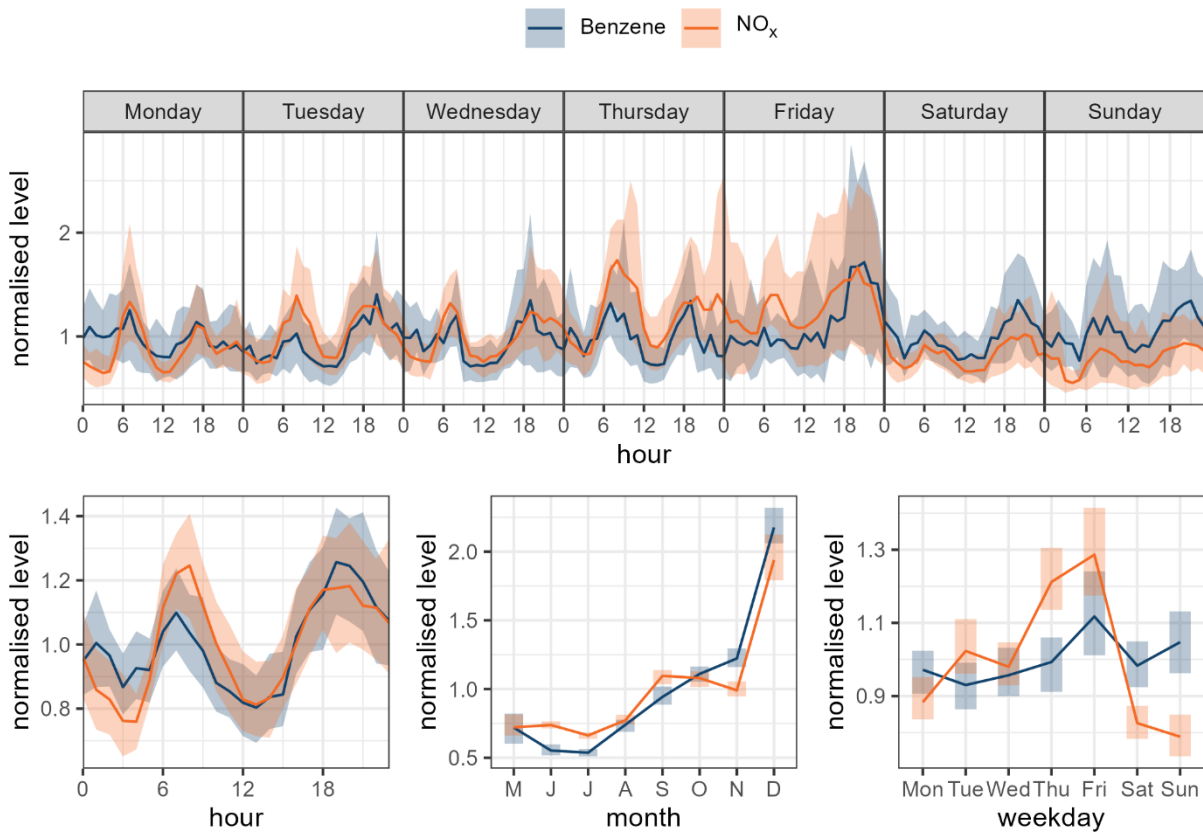 Benzene NOx
Monday Tuesday Wednesday Thursday Friday Saturday Sunday
normalised level
2
1
0 6 12 18 0 6 12 18 0 6 12 18 0 6 12 18 0 6 12 18 0 6 12 18 0 6 12 18
hour
normalised level
1.4
1.2
1.0
0.8
0 6 12 18
hour
normalised level
2.0
1.5
1.0
0.5
M J J A S O N D
month
normalised level
1.3
1.1
0.9
Mon Tue Wed Thu Fri Sat Sun
weekday